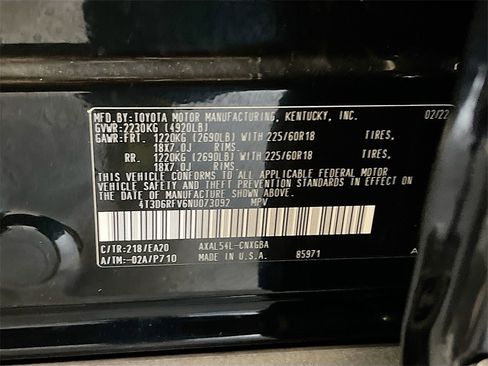 MFD.BY:TOYOTA MOTOR MANUFACTURING, KENTUCKY, INC. 02/22
GVWR:2230KG (4920LB)
GAWR:FRT. 1220KG (2690LB) WITH 225/60R18 TIRES,
18X7.0J RIMS.
RR. 1220KG (2690LB) WITH 225/60R18 TIRES,
18X7.0J RIMS.
THIS VEHICLE CONFORMS TO ALL APPLICABLE FEDERAL MOTOR
VEHICLE SAFETY AND THEFT PREVENTION STANDARDS IN EFFECT
ON THE DATE OF MANUFACTURE SHOWN ABOVE.
4T3D6RFV6NU073092 MPV
C/TR:218/EA20 AXAL54L-CNXGBA
A/TM:-02A/P710 MADE IN U.S.A. 85971 A